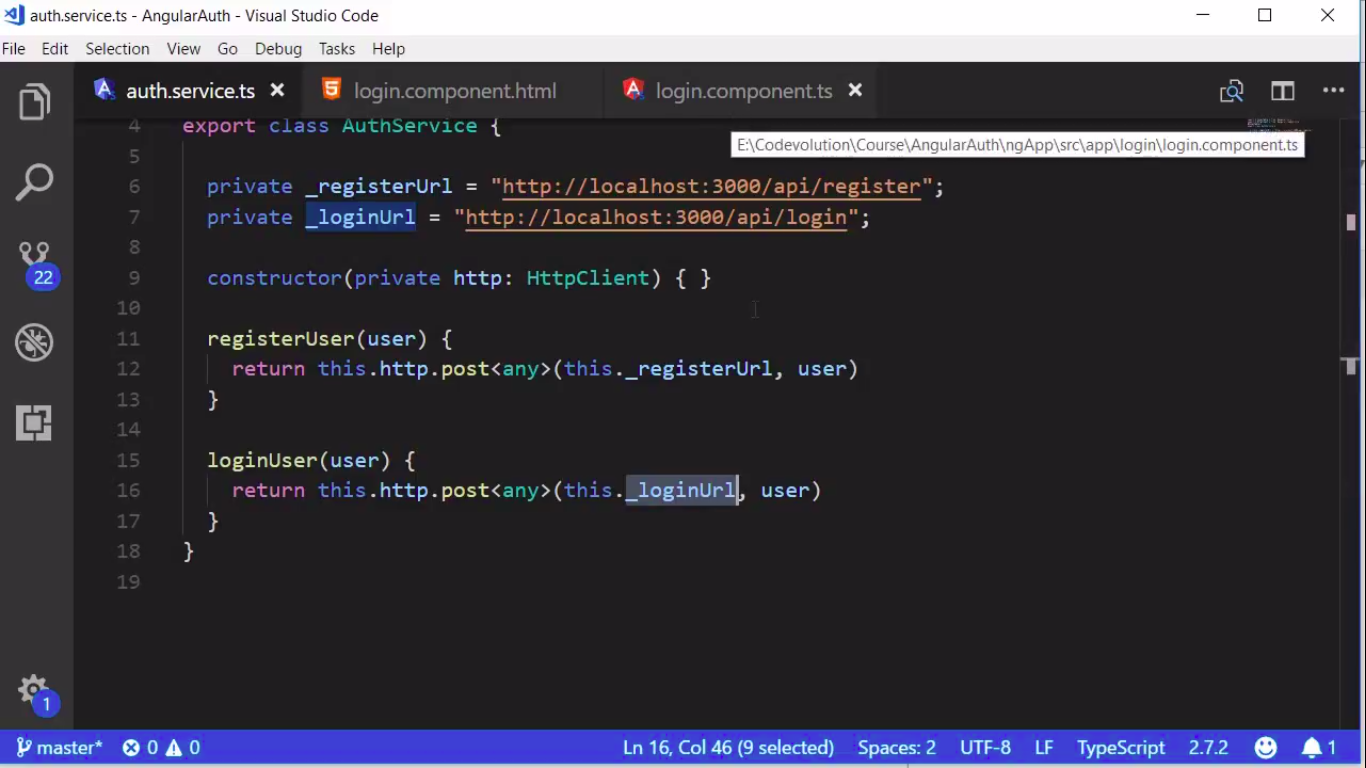 auth.service.ts - AngularAuth - Visual Studio Code
File Edit Selection View Go Debug Tasks Help
auth.service.ts login.component.html login.component.ts
E:\Codevolution\Course\AngularAuth\ngApp\src\app\login\login.component.ts
4 export class AuthService {
5
6 private _registerUrl = "http://localhost:3000/api/register";
7 private _loginUrl = "http://localhost:3000/api/login";
8
9 constructor(private http: HttpClient) { }
10
11 registerUser(user) {
12 return this.http.post<any>(this._registerUrl, user)
13 }
14
15 loginUser(user) {
16 return this.http.post<any>(this._loginUrl, user)
17 }
18 }
19
22
1
master* 0 0 Ln 16, Col 46 (9 selected) Spaces: 2 UTF-8 LF TypeScript 2.7.2 1